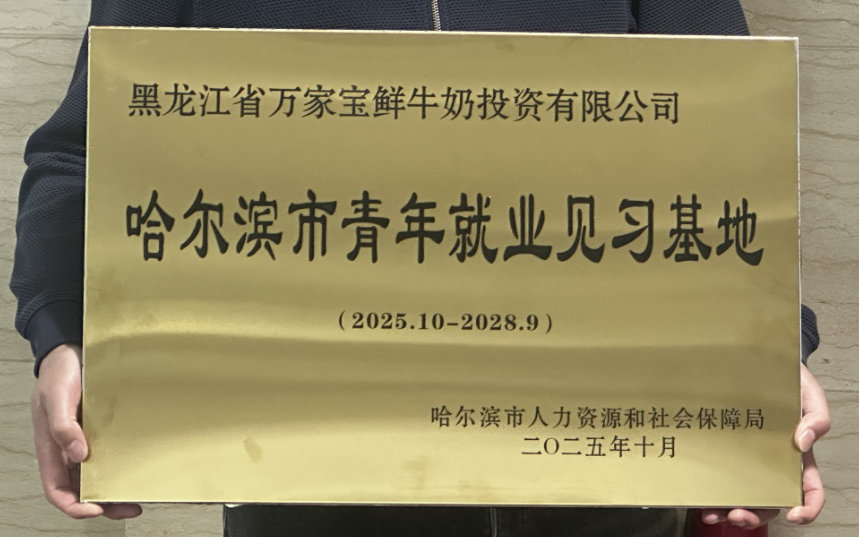 黑龙江省万家宝鲜牛奶投资有限公司
哈尔滨市青年就业见习基地
（2025.10-2028.9）
哈尔滨市人力资源和社会保障局
二〇二五年十月